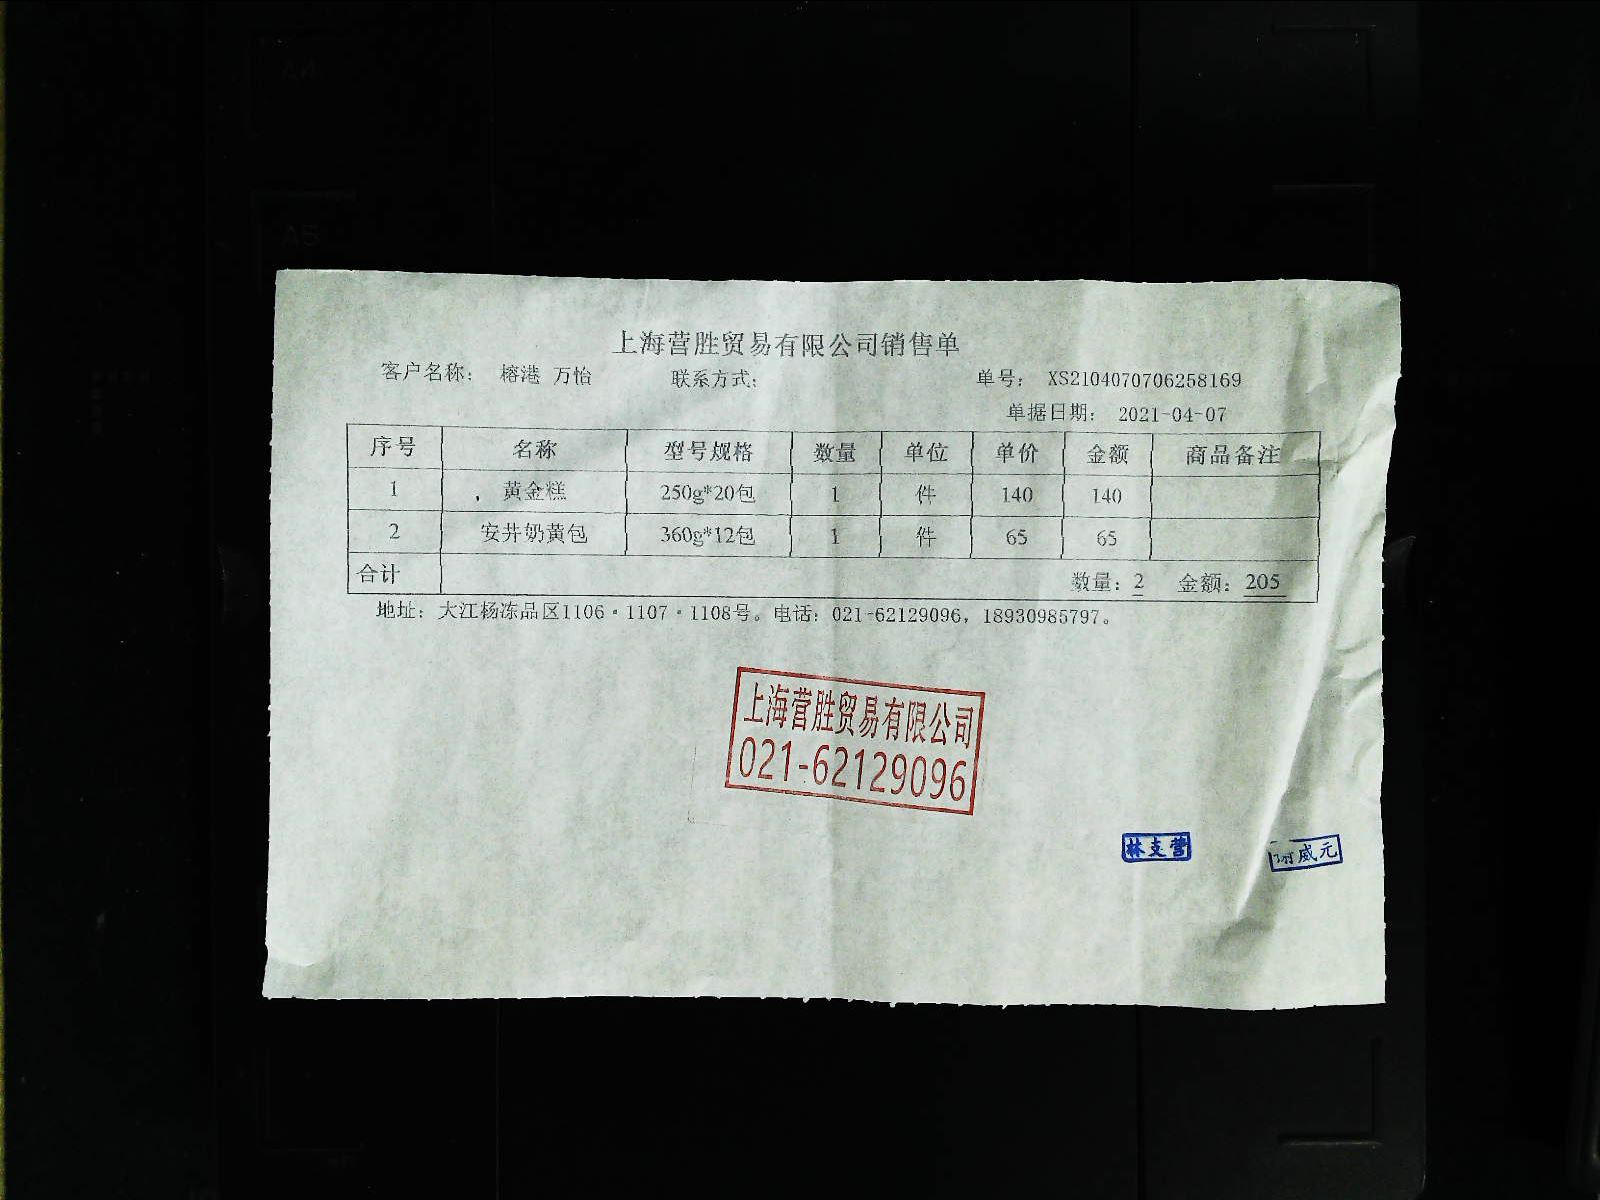 A4
A5
上海营胜贸易有限公司销售单
客户名称： 榕港 万怡 联系方式： 单号： XS2104070706258169
单据日期： 2021-04-07
序号 名称 型号规格 数量 单位 单价 金额 商品备注
1 黄金糕 250g*20包 1 件 140 140
2 安井奶黄包 360g*12包 1 件 65 65
合计 数量：2 金额：205
地址：大江杨冻品区1106·1107·1108号。电话：021-62129096，18930985797。
上海营胜贸易有限公司
021-62129096
林支营
威元